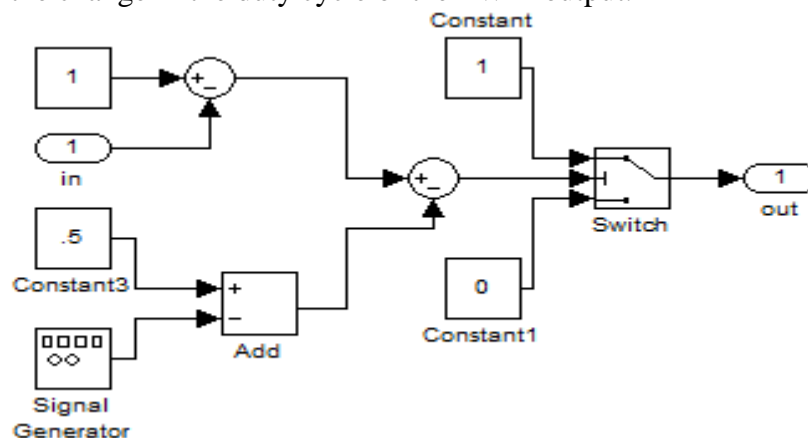 Constant
1
1
+
−
1
in
+
−
1
out
Switch
.5
Constant3
+
−
Add
0
Constant1
Signal
Generator